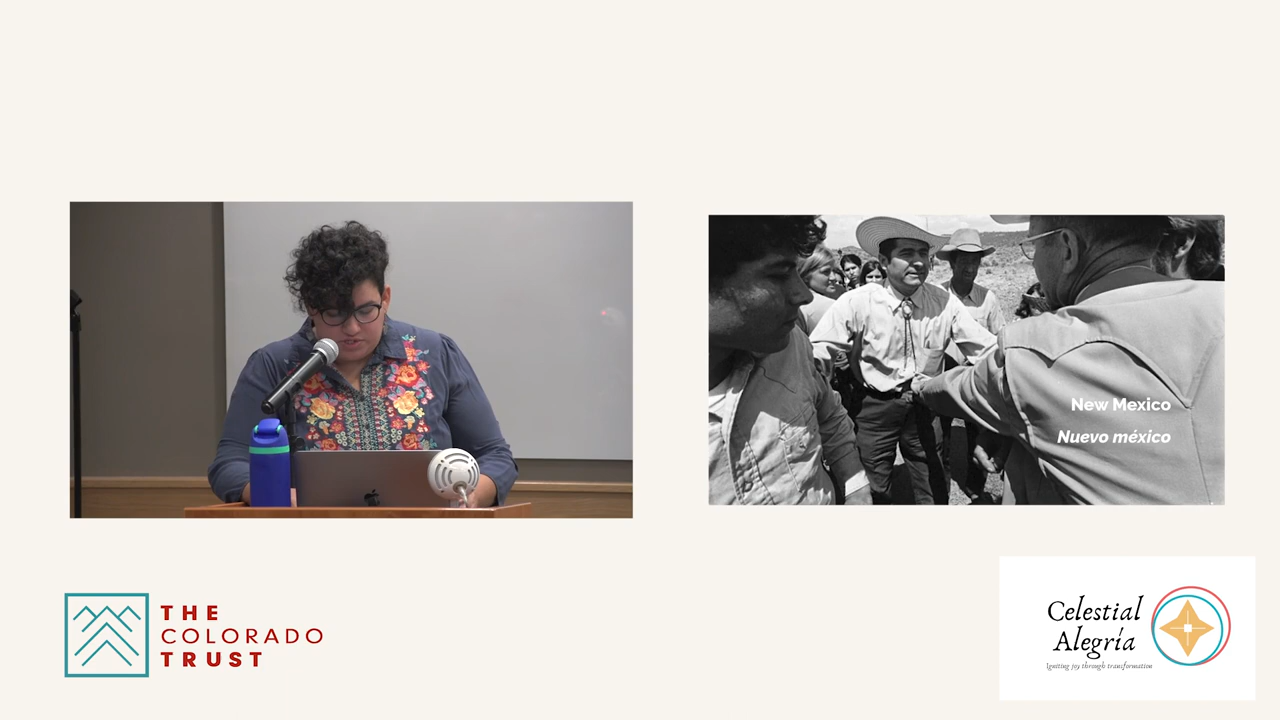 New Mexico
Nuevo méxico
THE
COLORADO
TRUST
Celestial
Alegría
Igniting joy through transformation